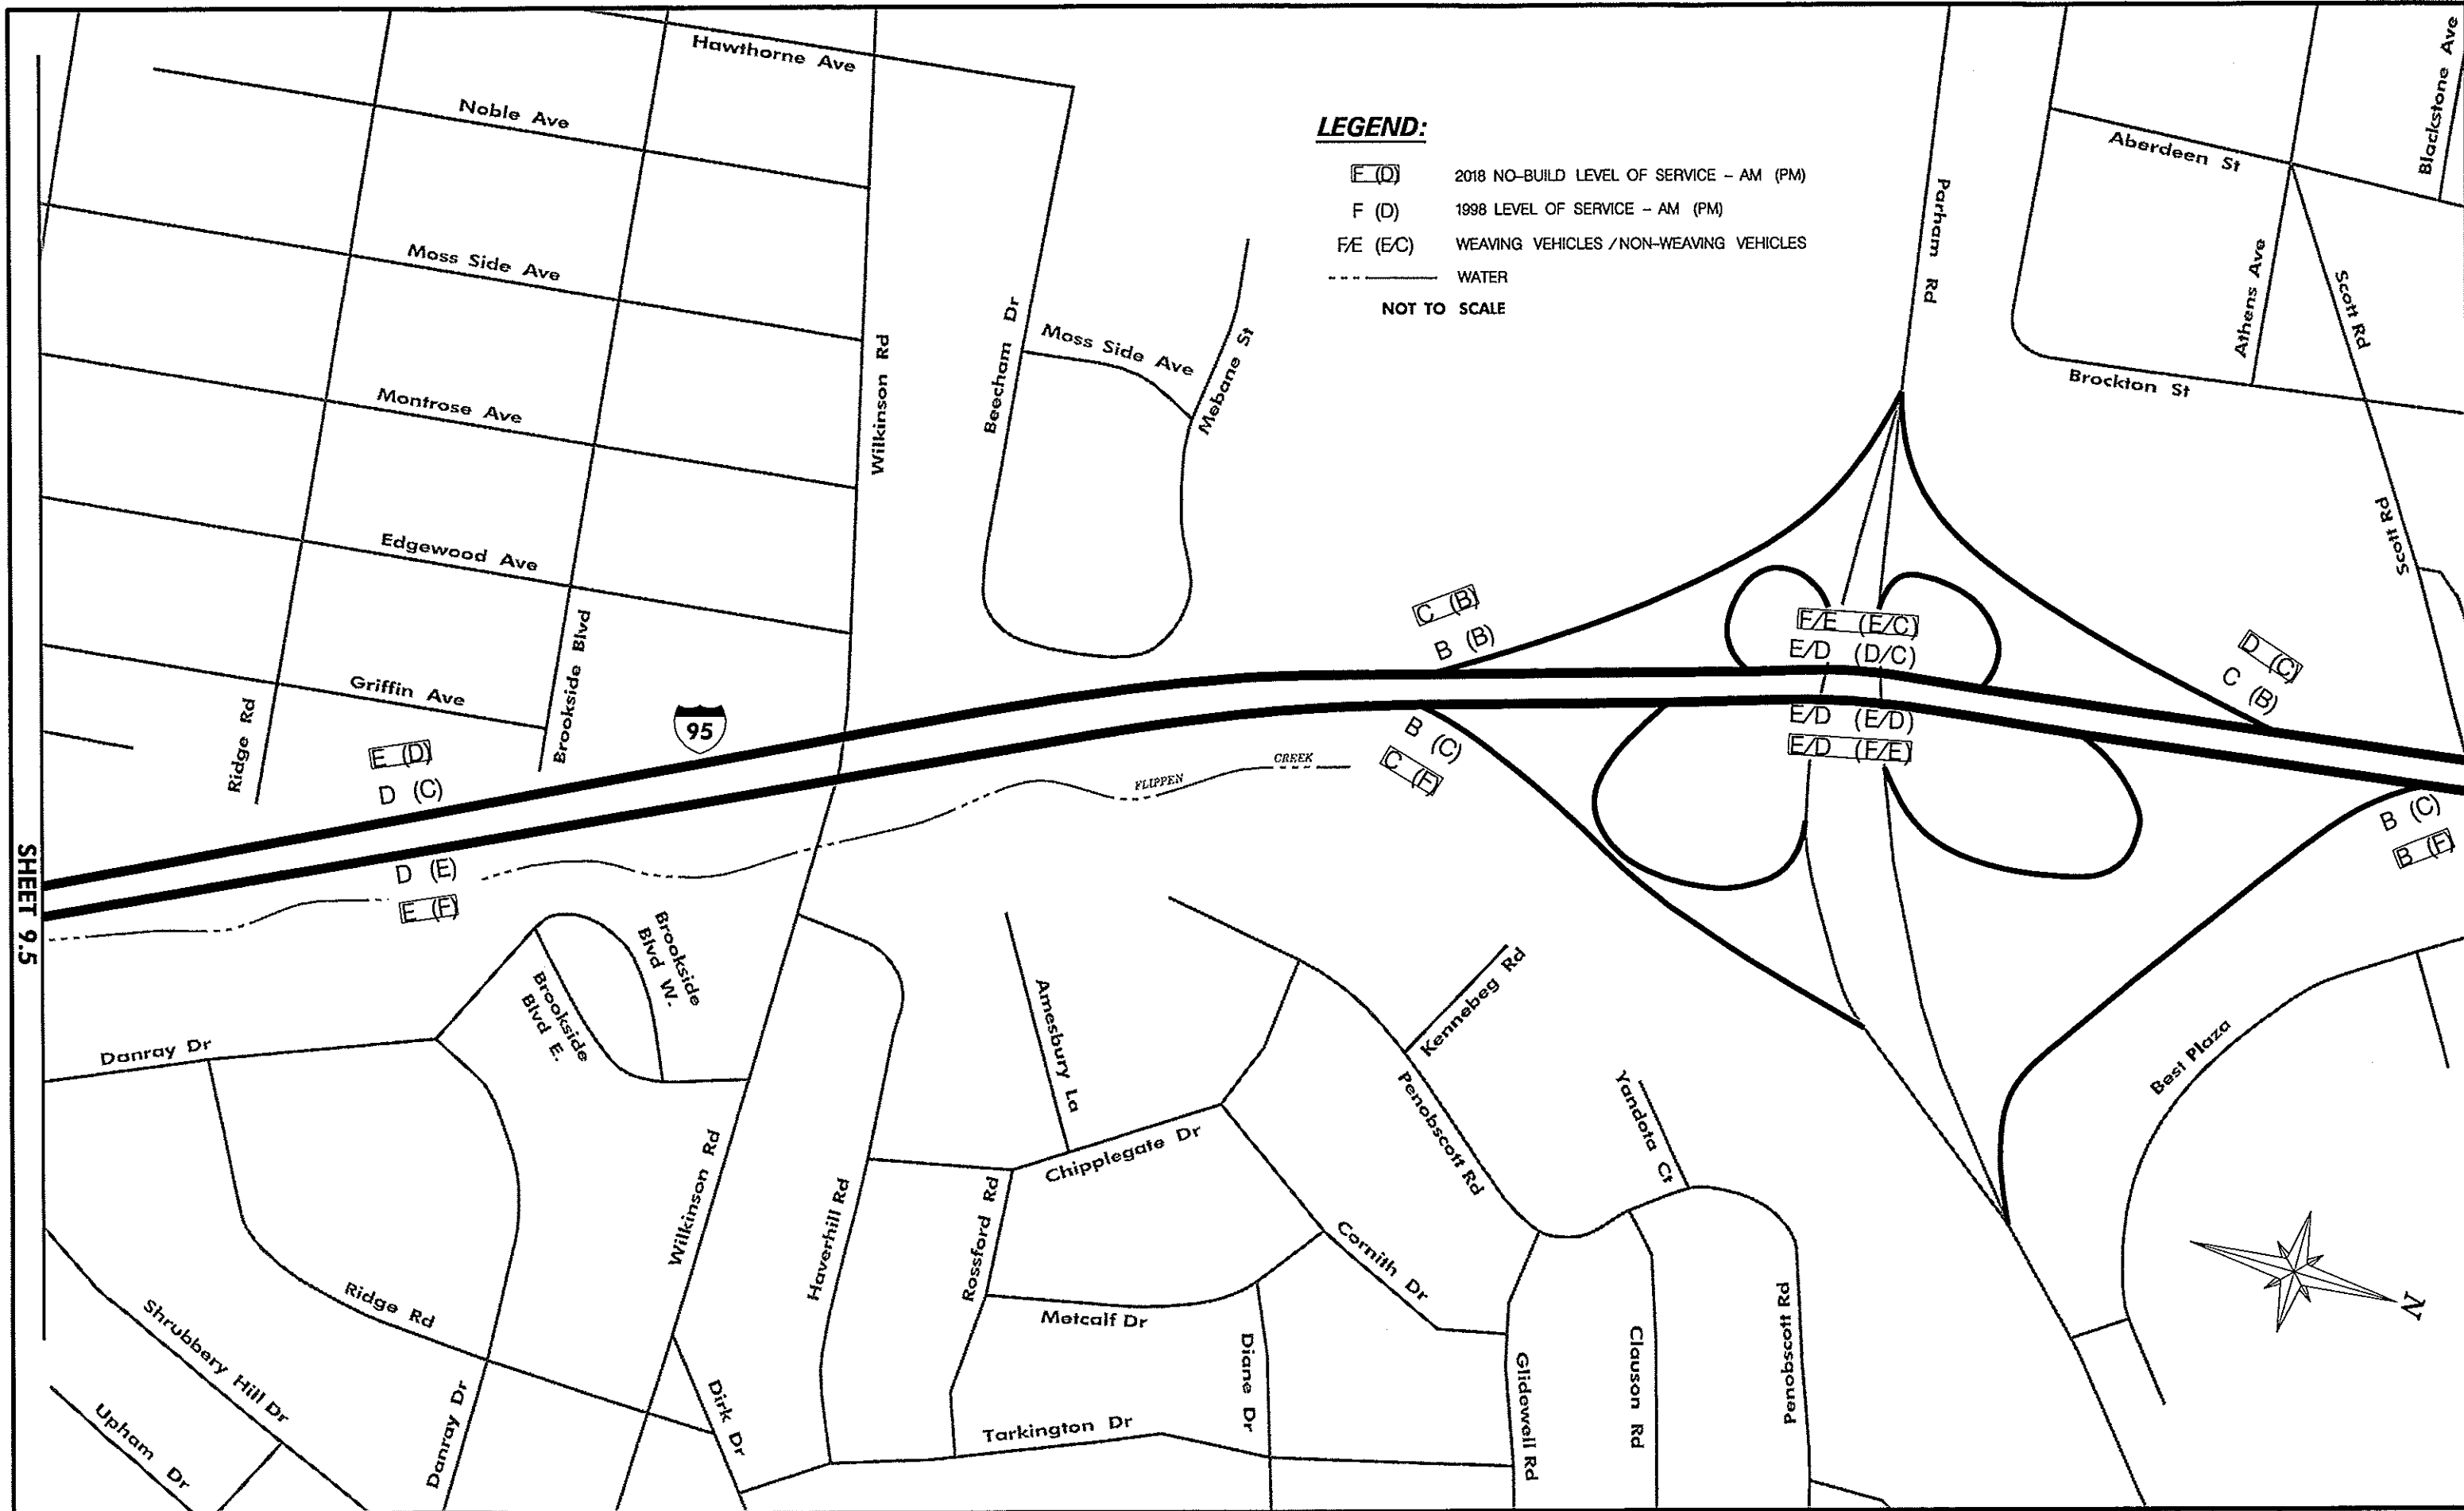 Hawthorne Ave
Noble Ave
Moss Side Ave
Montrose Ave
Edgewood Ave
Griffin Ave
Ridge Rd
Brookside Blvd
Wilkinson Rd
Beecham Dr
Moss Side Ave
Mebane St
LEGEND:
F (D) 2018 NO-BUILD LEVEL OF SERVICE - AM (PM)
F (D) 1998 LEVEL OF SERVICE - AM (PM)
F/E (E/C) WEAVING VEHICLES / NON-WEAVING VEHICLES
WATER
NOT TO SCALE
Parham Rd
Aberdeen St
Blackstone Ave
Athens Ave
Scott Rd
Brockton St
Scott Rd
C (B)
B (B)
F/E (E/C)
E/D (D/C)
E/D (E/D)
E/D (F/E)
D (C)
C (B)
B (C)
C (F)
B (C)
B (F)
95
E (D)
D (C)
D (E)
E (F)
FLIPPEN
CREEK
SHEET 9.5
Brookside
Blvd W.
Brookside
Blvd E.
Danray Dr
Amesbury La
Kennebeg Rd
Penobscott Rd
Yandota Ct
Best Plaza
Chipplegate Dr
Wilkinson Rd
Haverhill Rd
Rossford Rd
Cornith Dr
Metcalf Dr
Ridge Rd
Shrubbery Hill Dr
Upham Dr
Danray Dr
Dirk Dr
Tarkington Dr
Diane Dr
Glidewell Rd
Clauson Rd
Penobscott Rd
N